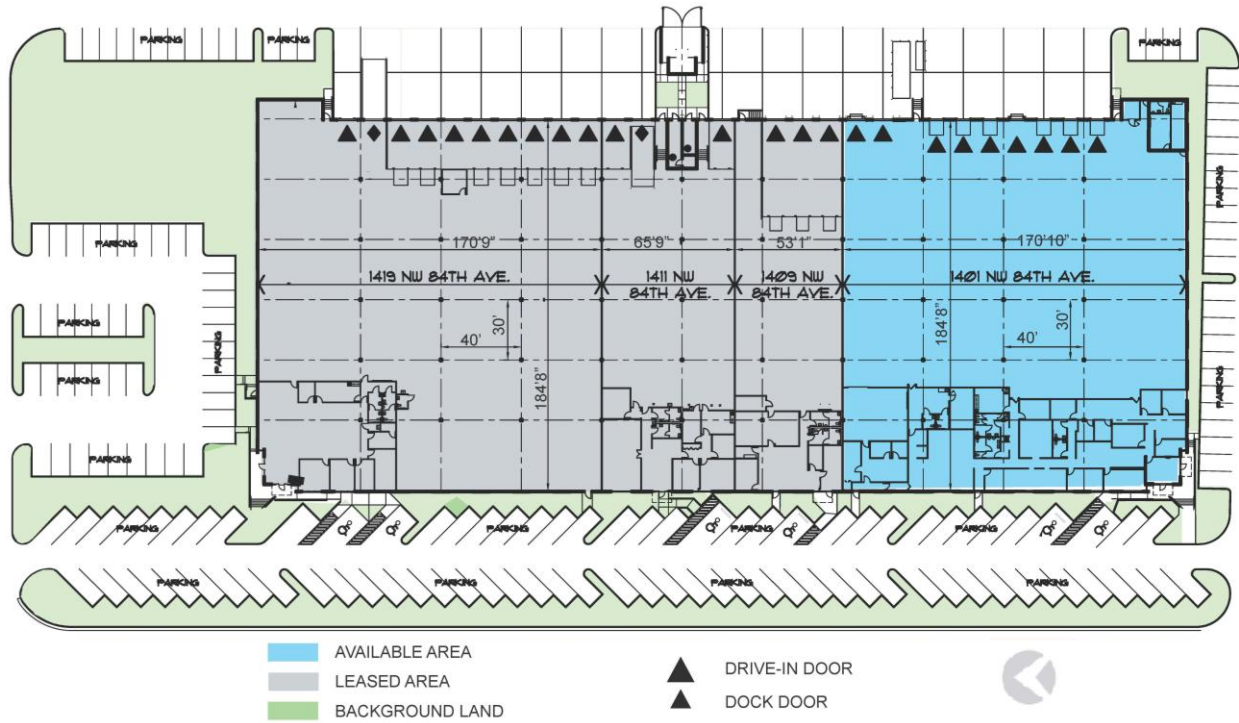 PARKING
PARKING
PARKING
PARKING
170'9"
65'9"
53'1"
170'10"
1419 NW 84TH AVE.
1411 NW
84TH AVE.
1409 NW
84TH AVE.
1401 NW 84TH AVE.
PARKING
30'
40'
184'8"
184'8"
30'
40'
PARKING
PARKING
PARKING
PARKING
PARKING
PARKING
PARKING
PARKING
PARKING
PARKING
PARKING
PARKING
PARKING
AVAILABLE AREA
LEASED AREA
BACKGROUND LAND
DRIVE-IN DOOR
DOCK DOOR